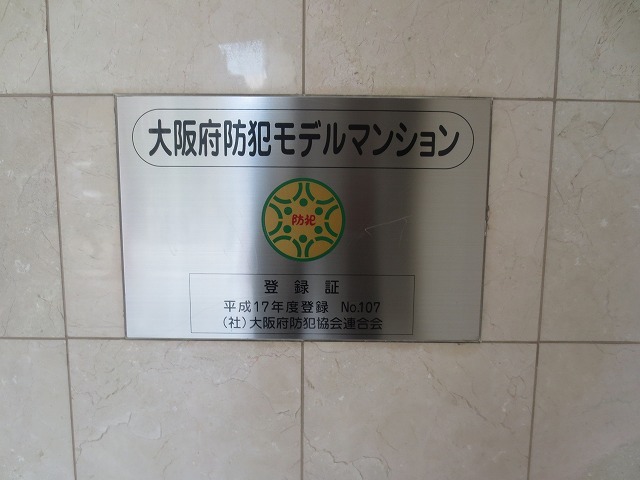 大阪府防犯モデルマンション
防犯
登録証
平成17年度登録 No.107
(社)大阪府防犯協会連合会